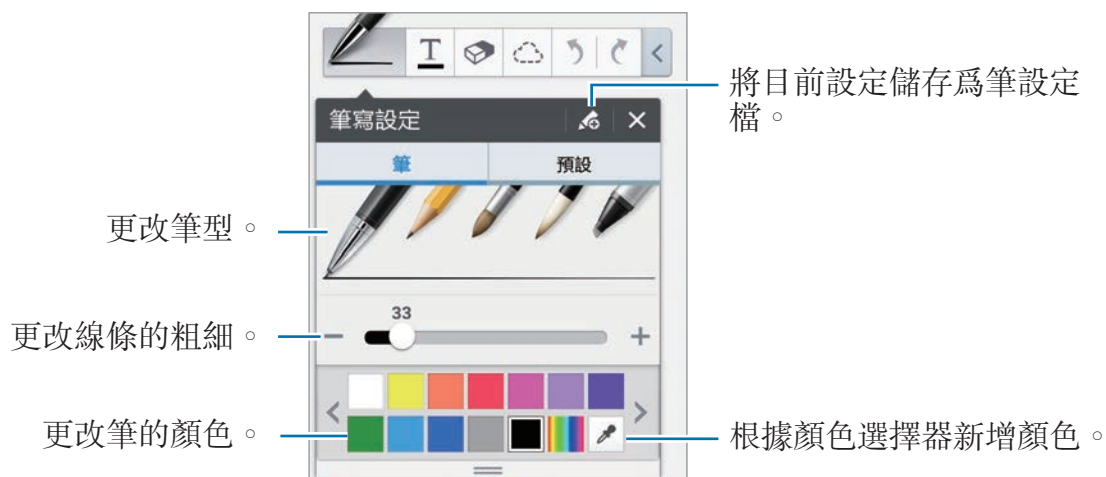 T
將目前設定儲存爲筆設定
檔。
筆寫設定
筆
預設
更改筆型。
33
更改線條的粗細。
更改筆的顏色。
根據顏色選擇器新增顏色。